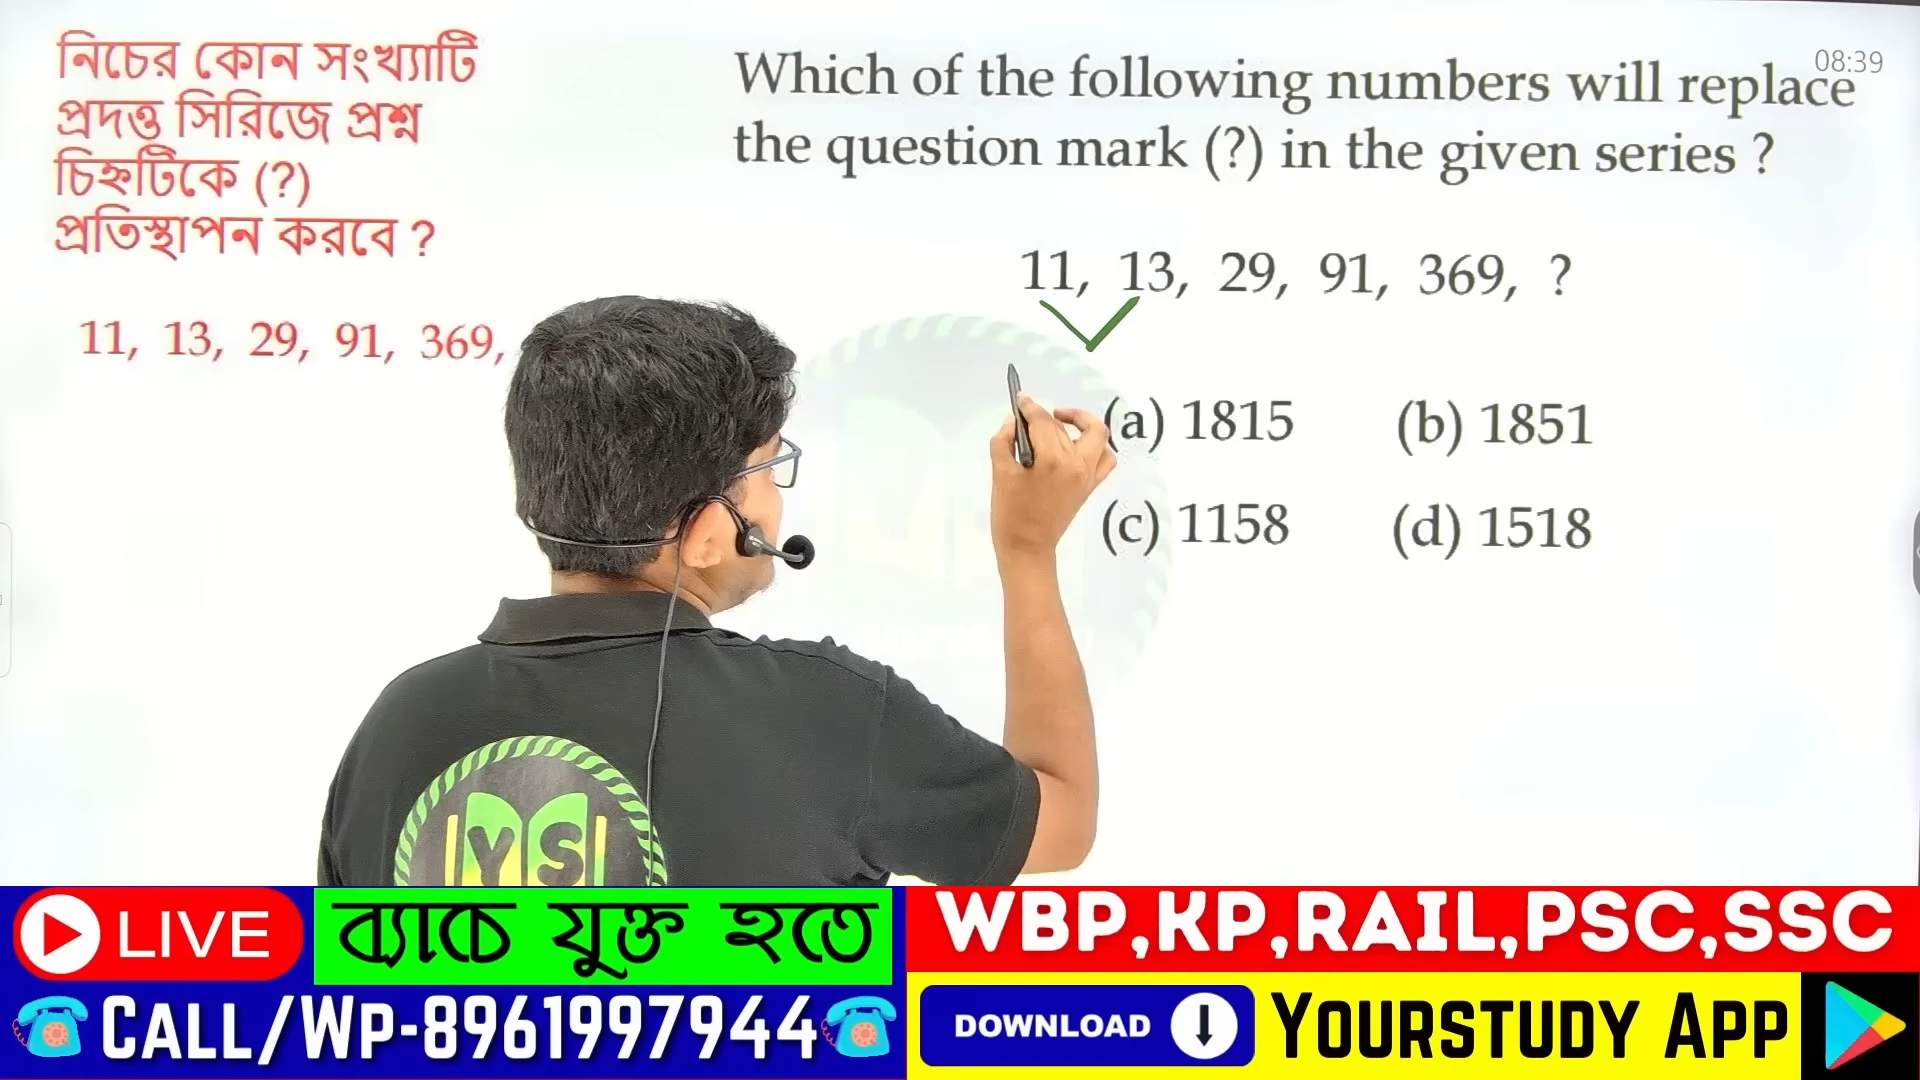 নিচের কোন সংখ্যাটি
প্রদত্ত সিরিজে প্রশ্ন
চিহ্নটিকে (?)
প্রতিস্থাপন করবে ?
11, 13, 29, 91, 369,
08:39
Which of the following numbers will replace
the question mark (?) in the given series ?
11, 13, 29, 91, 369, ?
(a) 1815 (b) 1851
(c) 1158 (d) 1518
YS
LIVE
ব্যাচে যুক্ত হতে
WBP,KP,RAIL,PSC,SSC
CALL/WP-8961997944
DOWNLOAD
YOURSTUDY APP